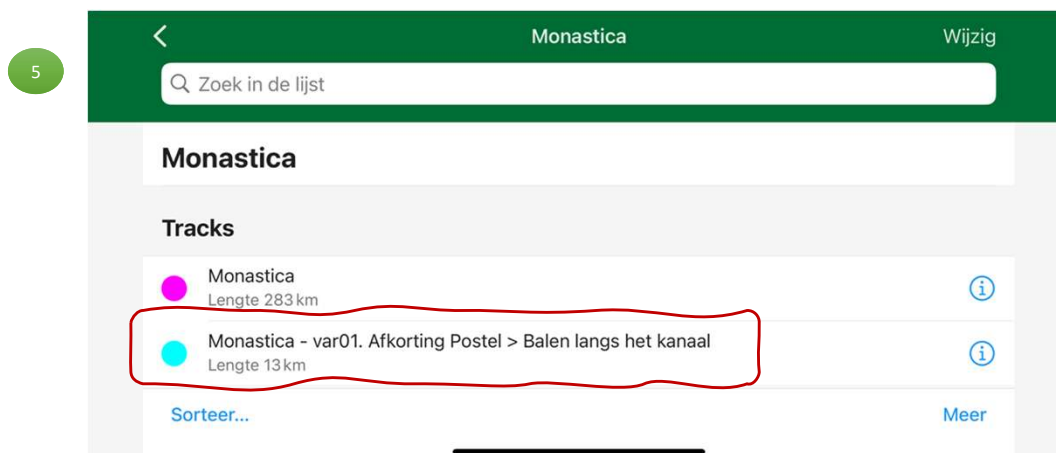 5
Monastica
Wijzig
Zoek in de lijst
Monastica
Tracks
Monastica
Lengte 283 km
Monastica - var01. Afkorting Postel > Balen langs het kanaal
Lengte 13 km
Sorteer...
Meer